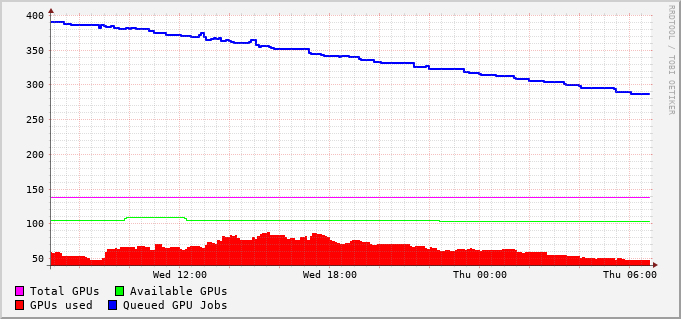 400
350
300
250
200
150
100
50
Wed 12:00 Wed 18:00 Thu 00:00 Thu 06:00
Total GPUs Available GPUs
GPUs used Queued GPU Jobs
RRDTOOL / TOBI OETIKER